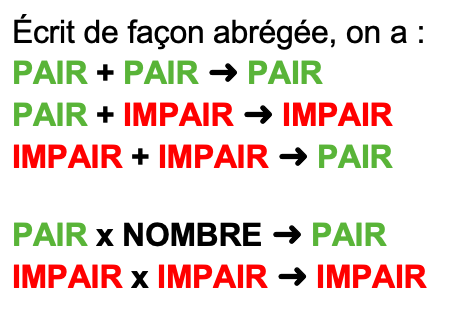 Écrit de façon abrégée, on a :
PAIR + PAIR ➔ PAIR
PAIR + IMPAIR ➔ IMPAIR
IMPAIR + IMPAIR ➔ PAIR
PAIR x NOMBRE ➔ PAIR
IMPAIR x IMPAIR ➔ IMPAIR